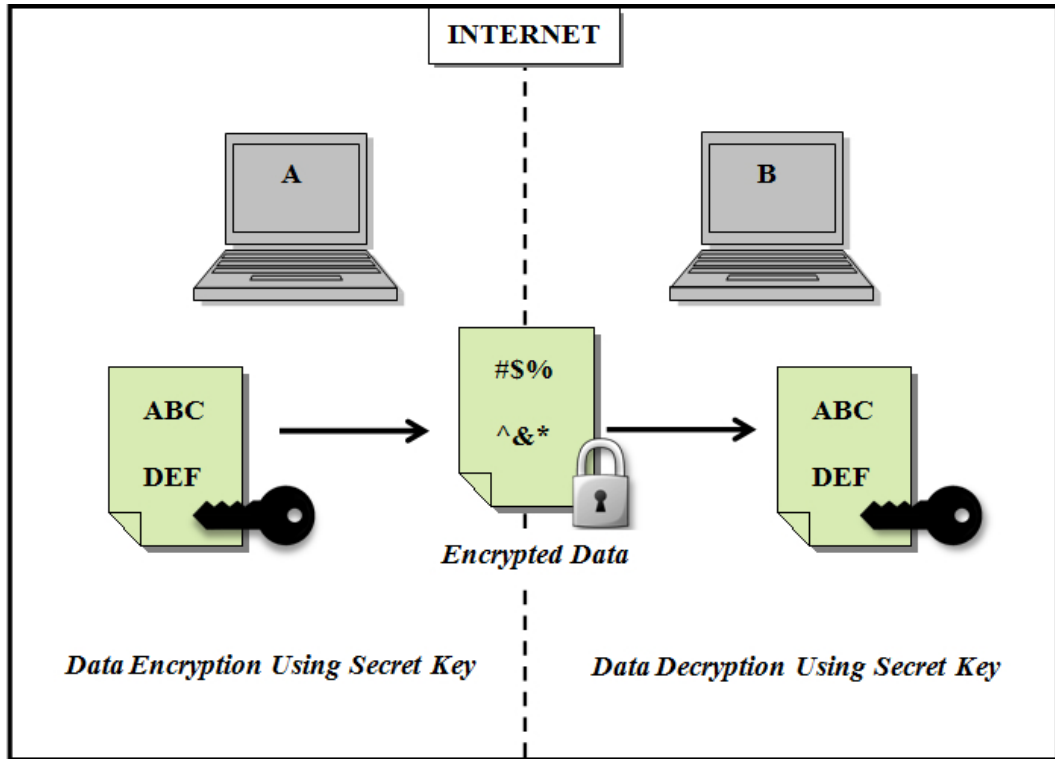 INTERNET
A
B
ABC
DEF
#$%
^&*
ABC
DEF
Encrypted Data
Data Encryption Using Secret Key
Data Decryption Using Secret Key